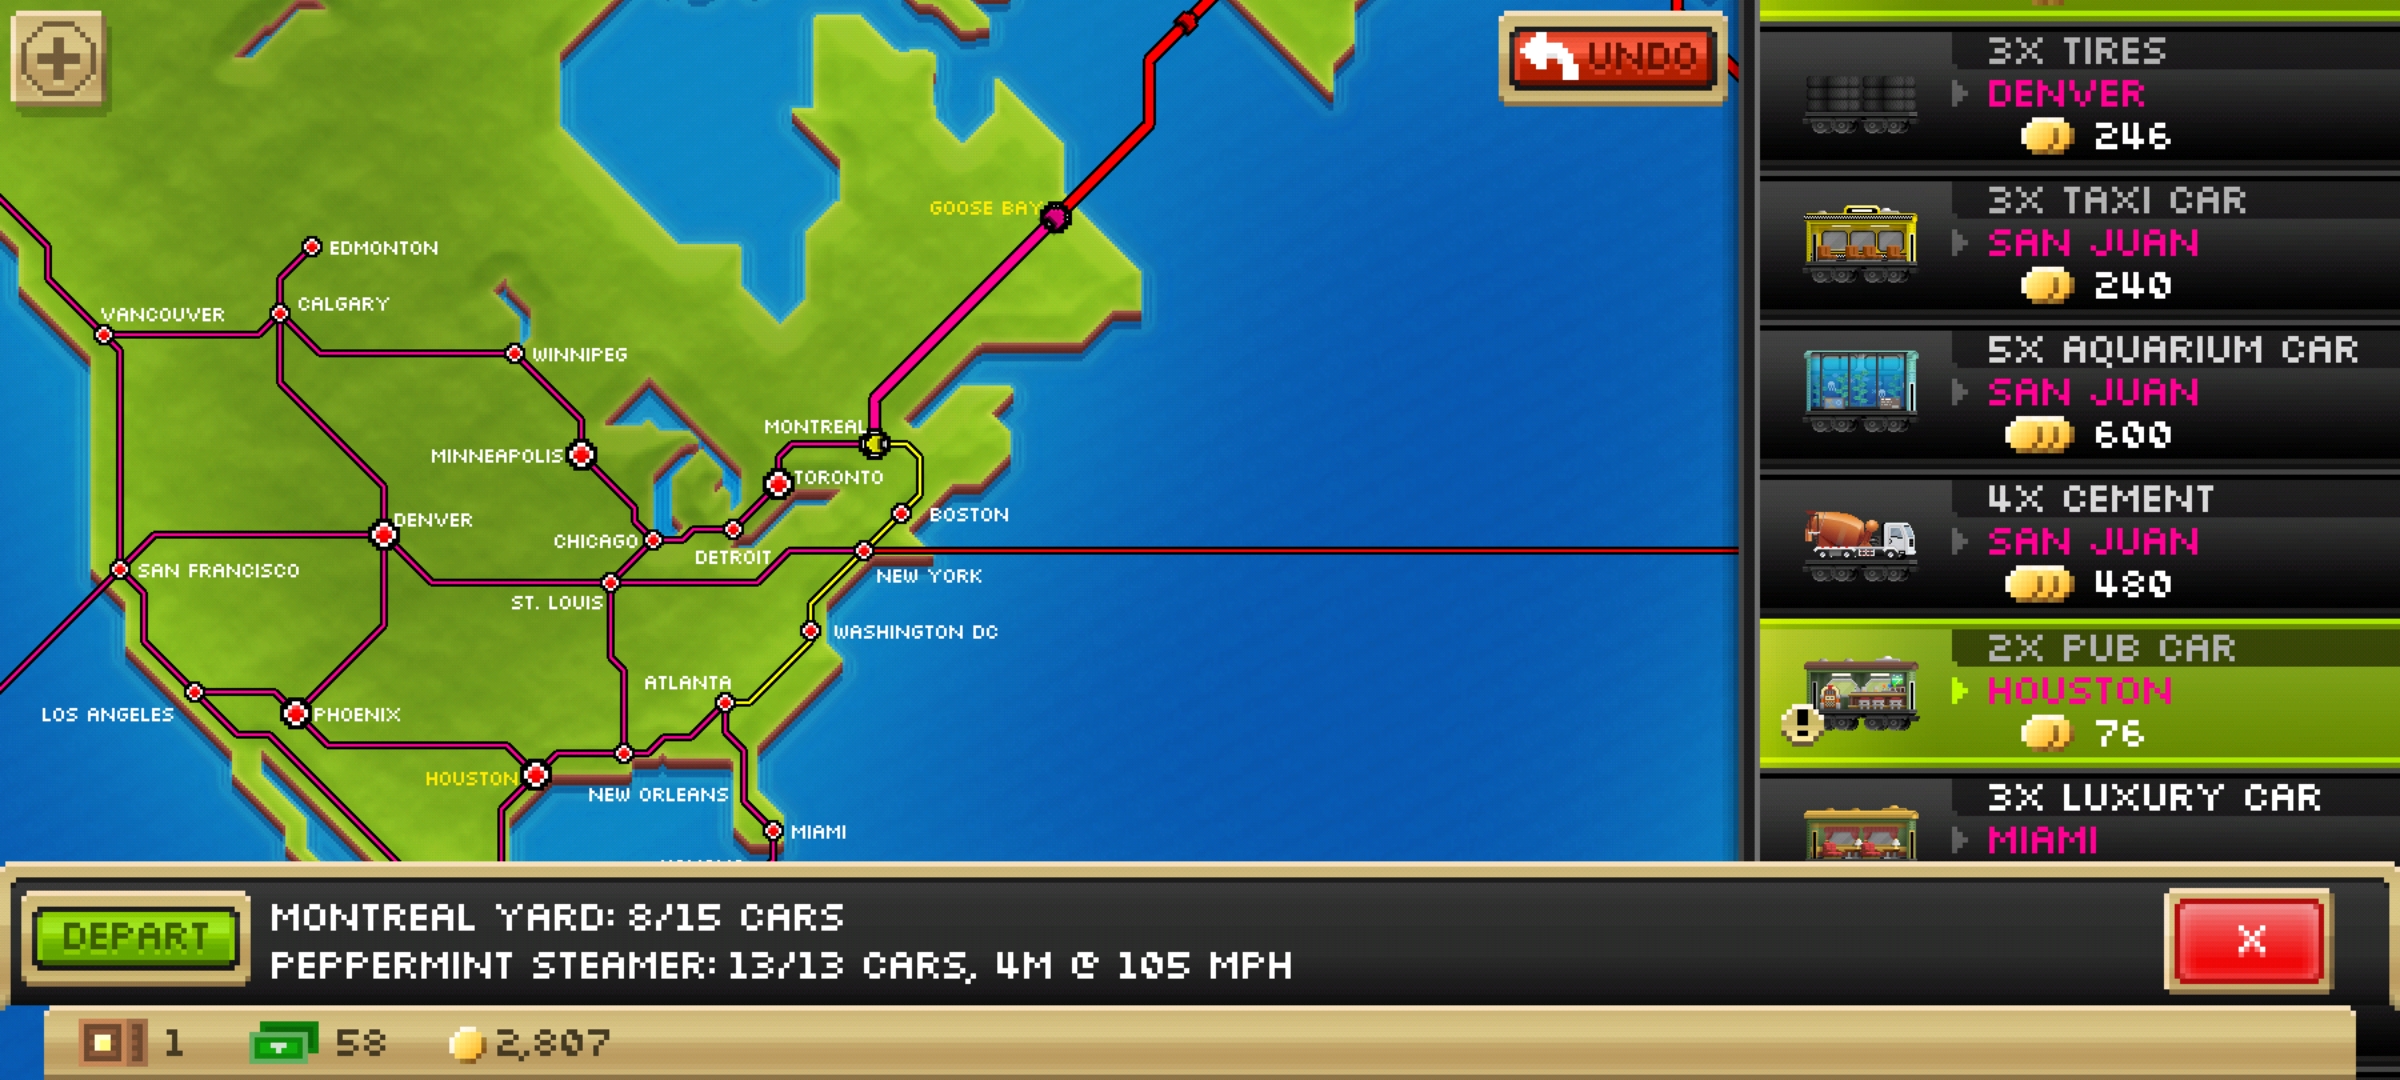 UNDO
GOOSE BAY
EDMONTON
CALGARY
VANCOUVER
WINNIPEG
MONTREAL
MINNEAPOLIS
TORONTO
DENVER
BOSTON
CHICAGO
DETROIT
SAN FRANCISCO
NEW YORK
ST. LOUIS
WASHINGTON DC
ATLANTA
LOS ANGELES
PHOENIX
HOUSTON
NEW ORLEANS
MIAMI
3X TIRES
DENVER
246
3X TAXI CAR
SAN JUAN
240
5X AQUARIUM CAR
SAN JUAN
600
4X CEMENT
SAN JUAN
480
2X PUB CAR
HOUSTON
76
3X LUXURY CAR
MIAMI
DEPART
MONTREAL YARD: 8/15 CARS
PEPPERMINT STEAMER: 13/13 CARS, 4M @ 105 MPH
X
1
58
2,807